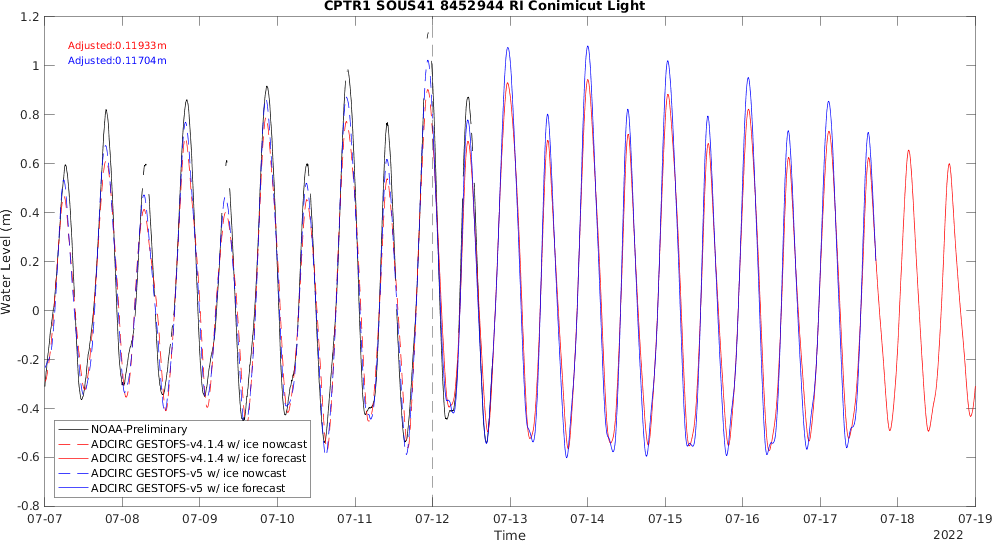 CPTR1 SOUS41 8452944 RI Conimicut Light
Adjusted:0.11933m
Adjusted:0.11704m
1.2
1
0.8
0.6
0.4
0.2
0
-0.2
-0.4
-0.6
-0.8
Water Level (m)
NOAA-Preliminary
ADCIRC GESTOFS-v4.1.4 w/ ice nowcast
ADCIRC GESTOFS-v4.1.4 w/ ice forecast
ADCIRC GESTOFS-v5 w/ ice nowcast
ADCIRC GESTOFS-v5 w/ ice forecast
07-07 07-08 07-09 07-10 07-11 07-12 07-13 07-14 07-15 07-16 07-17 07-18 07-19
Time
2022